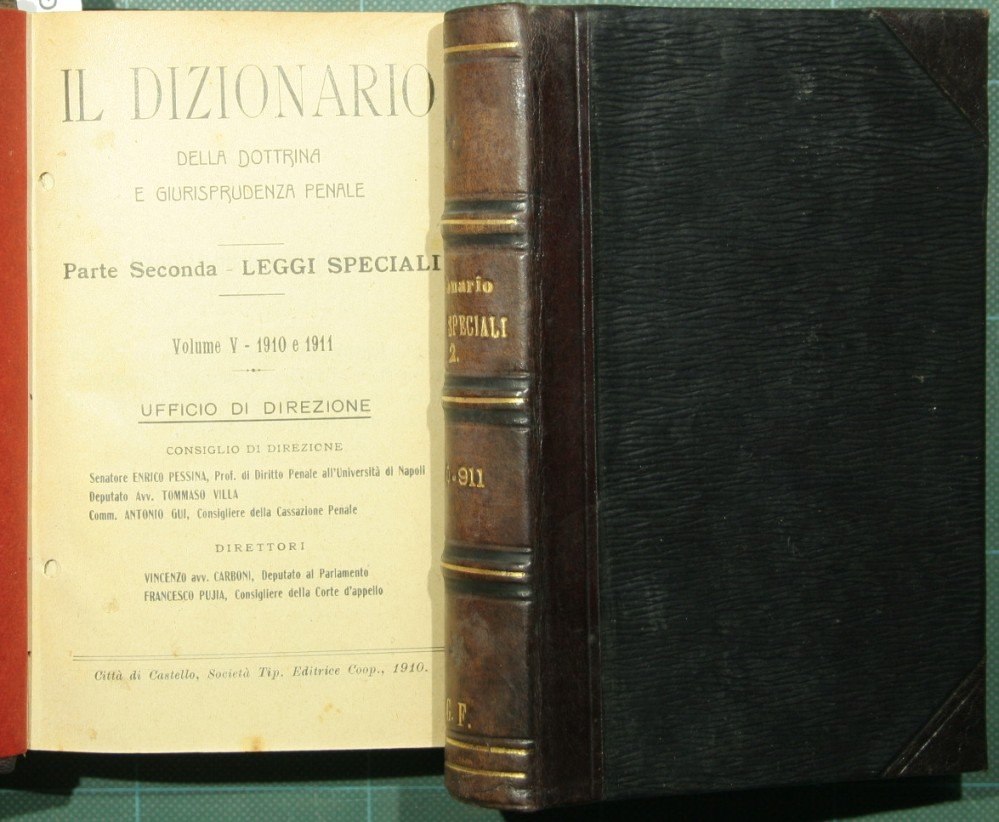 IL DIZIONARIO
DELLA DOTTRINA
E GIURISPRUDENZA PENALE
Parte Seconda - LEGGI SPECIALI
Volume V - 1910 e 1911
UFFICIO DI DIREZIONE
CONSIGLIO DI DIREZIONE
Senatore ENRICO PESSINA, Prof. di Diritto Penale all'Università di Napoli
Deputato Avv. TOMMASO VILLA
Comm. ANTONIO GUI, Consigliere della Cassazione Penale
DIRETTORI
VINCENZO avv. CARBONI, Deputato al Parlamento
FRANCESCO PUJIA, Consigliere della Corte d'appello
Città di Castello, Società Tip. Editrice Coop., 1910.
SPECIALI
2.
-911
G. F.